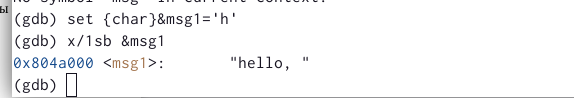 ы
(gdb) set {char}&msg1='h'
(gdb) x/1sb &msg1
0x804a000 <msg1>:       "hello, "
(gdb)